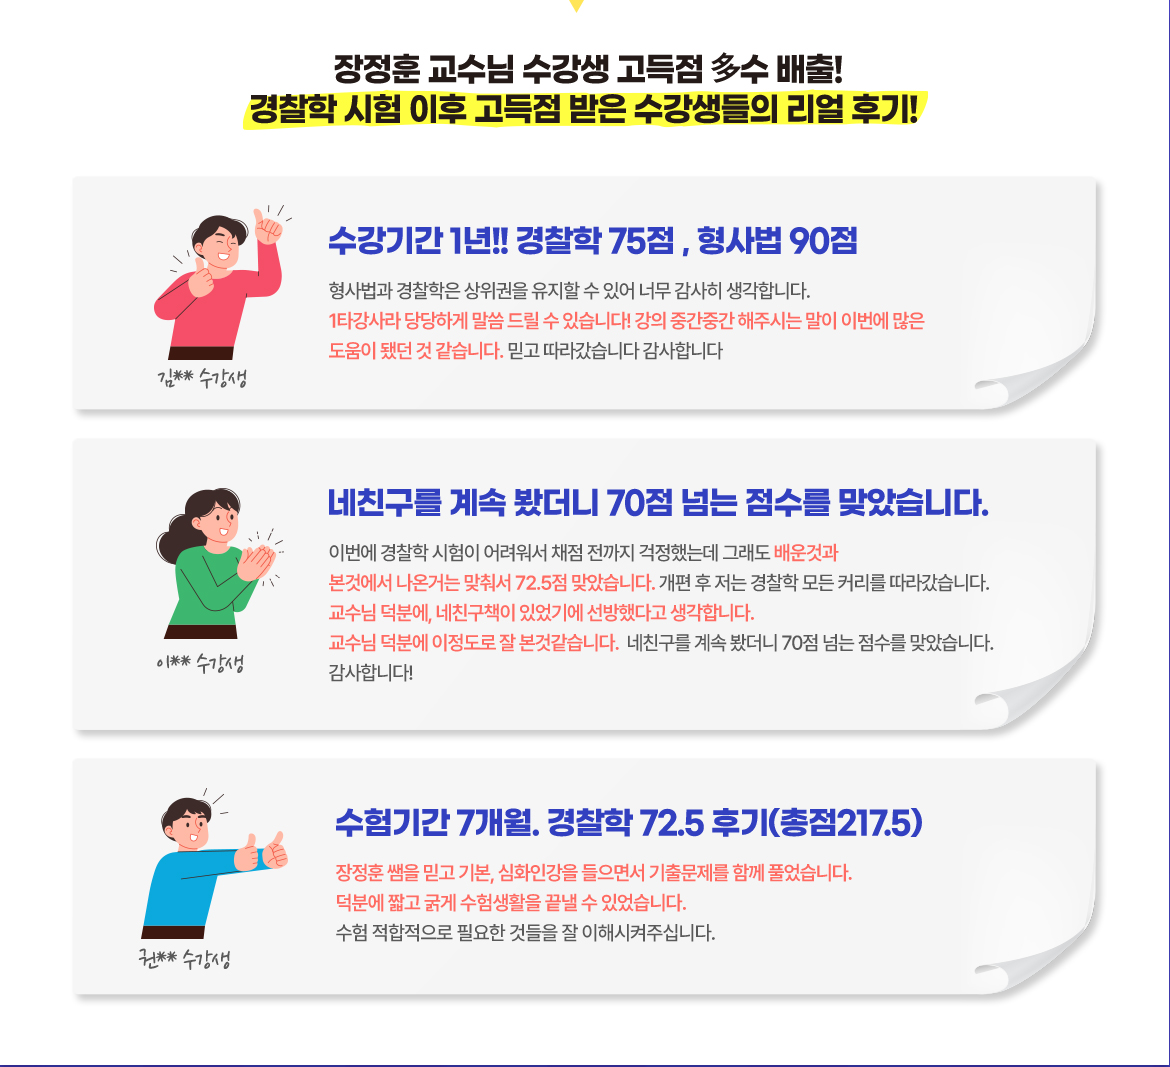 장정훈 교수님 수강생 고득점 多수 배출!
경찰학 시험 이후 고득점 받은 수강생들의 리얼 후기!
수강기간 1년!! 경찰학 75점 , 형사법 90점
형사법과 경찰학은 상위권을 유지할 수 있어 너무 감사히 생각합니다.
1타강사라 당당하게 말씀 드릴 수 있습니다! 강의 중간중간 해주시는 말이 이번에 많은
도움이 됐던 것 같습니다. 믿고 따라갔습니다 감사합니다
김** 수강생
네친구를 계속 봤더니 70점 넘는 점수를 맞았습니다.
이번에 경찰학 시험이 어려워서 채점 전까지 걱정했는데 그래도 배운것과
본것에서 나온거는 맞춰서 72.5점 맞았습니다. 개편 후 저는 경찰학 모든 커리를 따라갔습니다.
교수님 덕분에, 네친구책이 있었기에 선방했다고 생각합니다.
교수님 덕분에 이정도로 잘 본것같습니다. 네친구를 계속 봤더니 70점 넘는 점수를 맞았습니다.
감사합니다!
이** 수강생
수험기간 7개월. 경찰학 72.5 후기(총점217.5)
장정훈 쌤을 믿고 기본, 심화인강을 들으면서 기출문제를 함께 풀었습니다.
덕분에 짧고 굵게 수험생활을 끝낼 수 있었습니다.
수험 적합적으로 필요한 것들을 잘 이해시켜주십니다.
권** 수강생